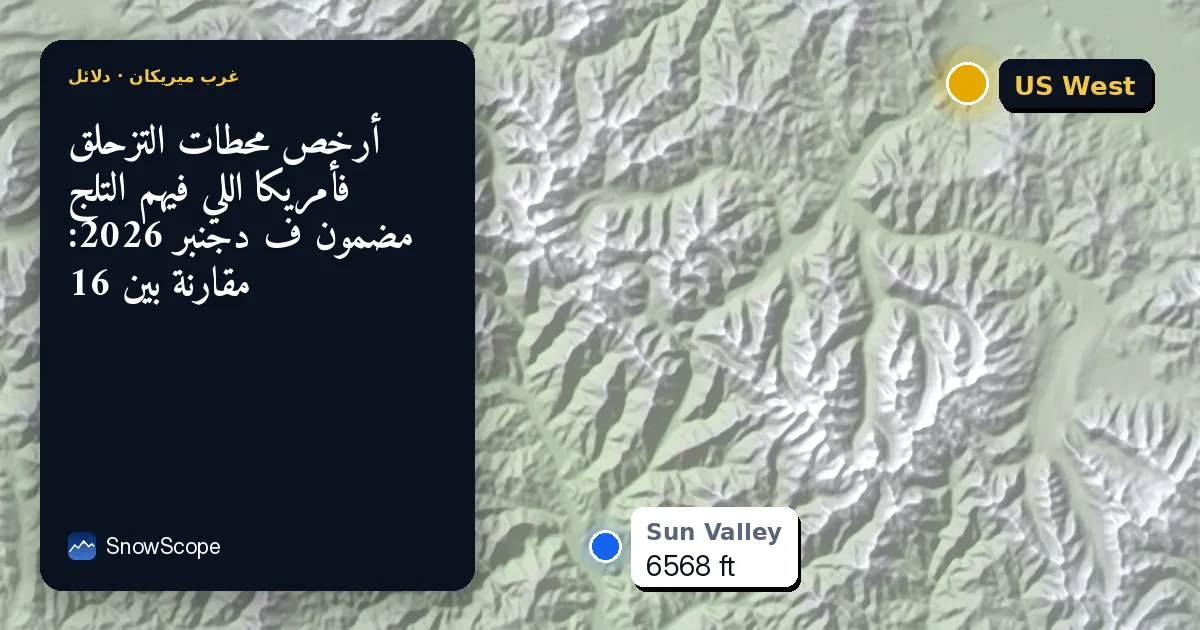 غرب ميريكان · دلائل
أرخص محطات التزحلق
فأمريكا اللي فيهم التلج
مضمون ف دجنبر 2026:
مقارنة بين 16
SnowScope
US West
Sun Valley
6568 ft